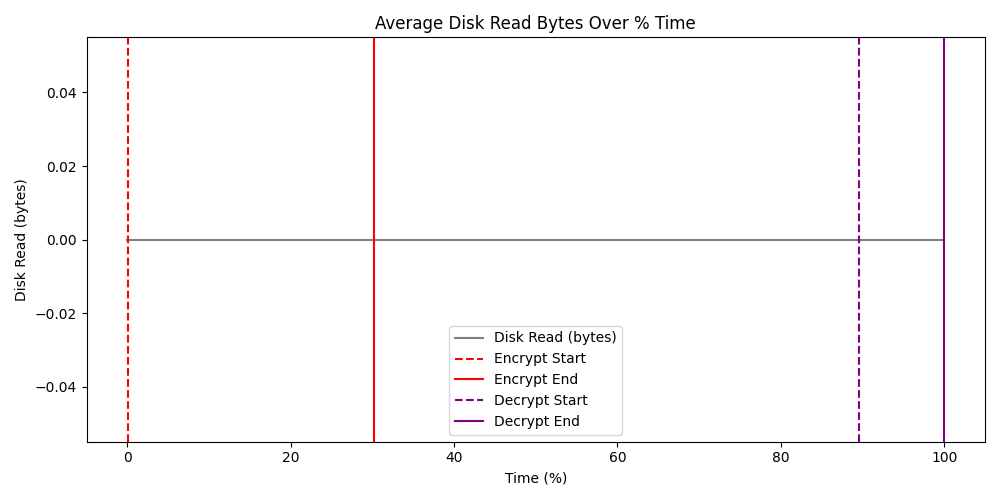 Average Disk Read Bytes Over % Time
Disk Read (bytes)
0.04
0.02
0.00
−0.02
−0.04
Disk Read (bytes)
Encrypt Start
Encrypt End
Decrypt Start
Decrypt End
0 20 40 60 80 100
Time (%)